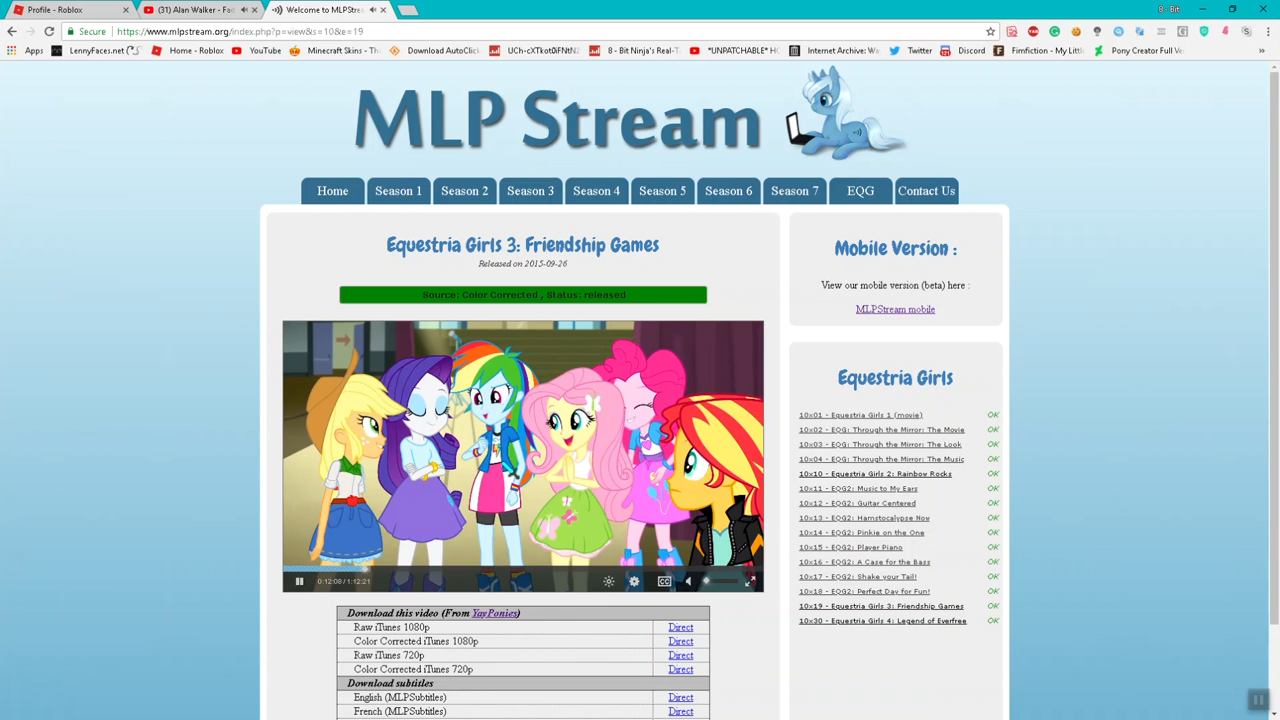 Profile - Roblox
(31) Alan Walker - Fad
Welcome to MLPStre
8 - Bit
Secure
https://www.mlpstream.org/index.php?p=view&s=10&e=19
Apps
LennyFaces.net
Home - Roblox
YouTube
Minecraft Skins - The
Download AutoClick
8 - Bit Ninja's Real-T
*UNPATCHABLE*
Internet Archive: Wa
Twitter
Discord
Fimfiction - My Littl
Pony Creator Full Ver
MLP Stream
Home
Season 1
Season 2
Season 3
Season 4
Season 5
Season 6
Season 7
EQG
Contact Us
Equestria Girls 3: Friendship Games
Released on 2015-09-26
Source: Color Corrected , Status: released
0:12:08 / 1:12:21
CC
Download this video (From YayPonies)
Raw iTunes 1080p Direct
Color Corrected iTunes 1080p Direct
Raw iTunes 720p Direct
Color Corrected iTunes 720p Direct
Download subtitles
English (MLPSubtitles) Direct
French (MLPSubtitles) Direct
Mobile Version :
View our mobile version (beta) here :
MLPStream mobile
Equestria Girls
10x01 - Equestria Girls 1 (movie) OK
10x02 - EQG: Through the Mirror: The Movie OK
10x03 - EQG: Through the Mirror: The Look OK
10x04 - EQG: Through the Mirror: The Music OK
10x10 - Equestria Girls 2: Rainbow Rocks OK
10x11 - EQG2: Music to My Ears OK
10x12 - EQG2: Guitar Centered OK
10x13 - EQG2: Hamstocalypse Now OK
10x14 - EQG2: Pinkie on the One OK
10x15 - EQG2: Player Piano OK
10x16 - EQG2: A Case for the Bass OK
10x17 - EQG2: Shake your Tail! OK
10x18 - EQG2: Perfect Day for Fun! OK
10x19 - Equestria Girls 3: Friendship Games OK
10x30 - Equestria Girls 4: Legend of Everfree OK